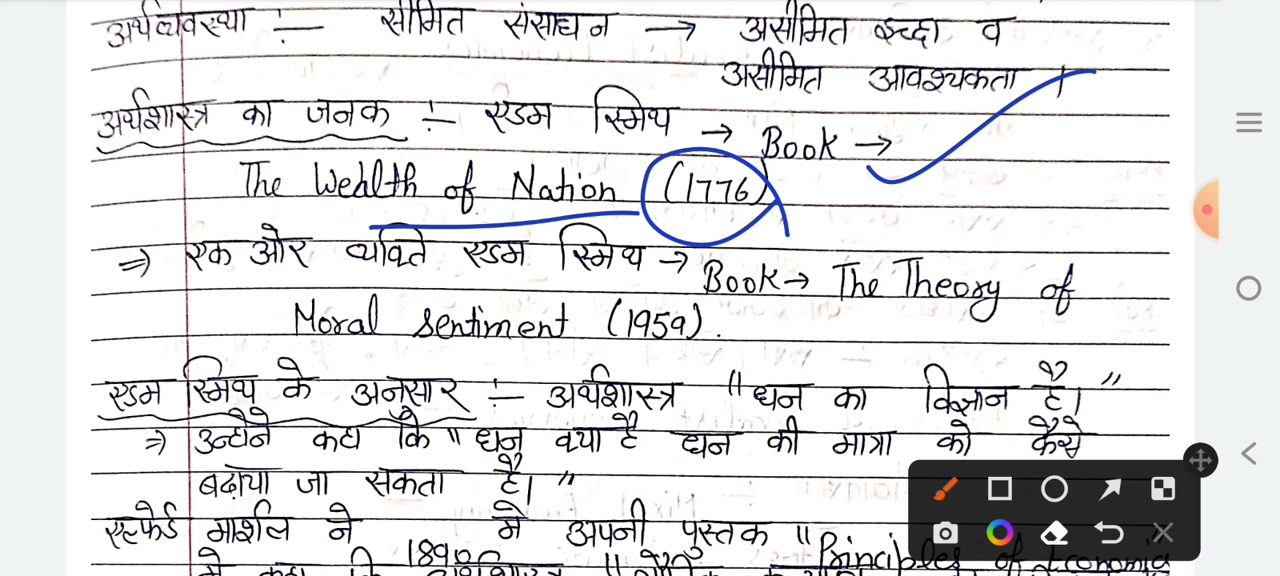 अर्थव्यवस्था :- सीमित संसाधन → असीमित इच्छा व
असीमित आवश्यकता ।
अर्थशास्त्र का जनक :- एडम स्मिथ → Book →
The Wealth of Nation (1776)
⇒ एक और व्यक्ति एडम स्मिथ → Book → The Theory of
Moral Sentiment (1959).
एडम स्मिथ के अनुसार :- अर्थशास्त्र "धन का विज्ञान है।"
⇒ उन्होंने कहा कि "धन क्या है धन की मात्रा को कैसे
बढ़ाया जा सकता है।"
एल्फ्रेर्ड मार्शल ने 1890 में अपनी पुस्तक "Principles of Economics